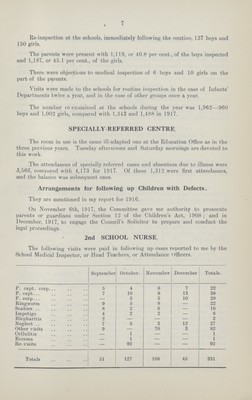 7
Re-inspection at the schools, immediately following the routine, 127 boys and
130 girls.
The parents were present with 1,119, or 40.8 per cent., of the boys inspected
and 1,187, or 45.1 per cent., of the girls.
There were objections to medical inspection of 6 boys and 10 girls on the
part of the parents.
Visits were made to the schools for routine inspection in the case of Infants'
Departments twice a year, and in the case of other groups once a year.
The number re-examined at the schools during the year was 1,962—960
boys and 1,002 girls, compared with 1,343 and 1,488 in 1917.
SPECIALLY-REFERRED CENTRE
The room in use is the same ill-adapted one at the Education Office as in the
three previous years. Tuesday afternoons and Saturday mornings are devoted to
this work.
The attendances of specially referred cases and absentees due to illness were
3,566, compared with 4,173 for 1917. Of these 1,312 were first attendances,
and the balance was subsequent ones.
Arrangements for following up Children with Defects.
They are mentioned in my report for 1916.
On November 6th, 1917, the Committee gave me authority to prosecute
parents or guardians under Section 12 of the Children's Act, 1908; and in
December, 1917, to engage the Council's Solicitor to prepare and conduct the
legal proceedings.
2nd SCHOOL NURSE.
The following visits were paid in following up cases reported to me by the
School Medical Inspector, or Head Teachers, or Attendance Officers:
September October. November December Totals.
P. capt. corp. 5 4 6 7 22
P. capt. 7 10 8 13 38
P. corp. — 5 5 10 20
Ringworm 9 5 8 — 22
Scabies 8 2 6 — 16
Impetigo 4 2 2 — 8
Blepharitis 2 — — — 2
Neglect 7 5 3 12 27
Other visits 9 — 70 3 82
Cellulitis — 1 — — 1
Eczema — 1 — — 1
Re-visits — 92 — — 92
Totals 51 127 108 45 331